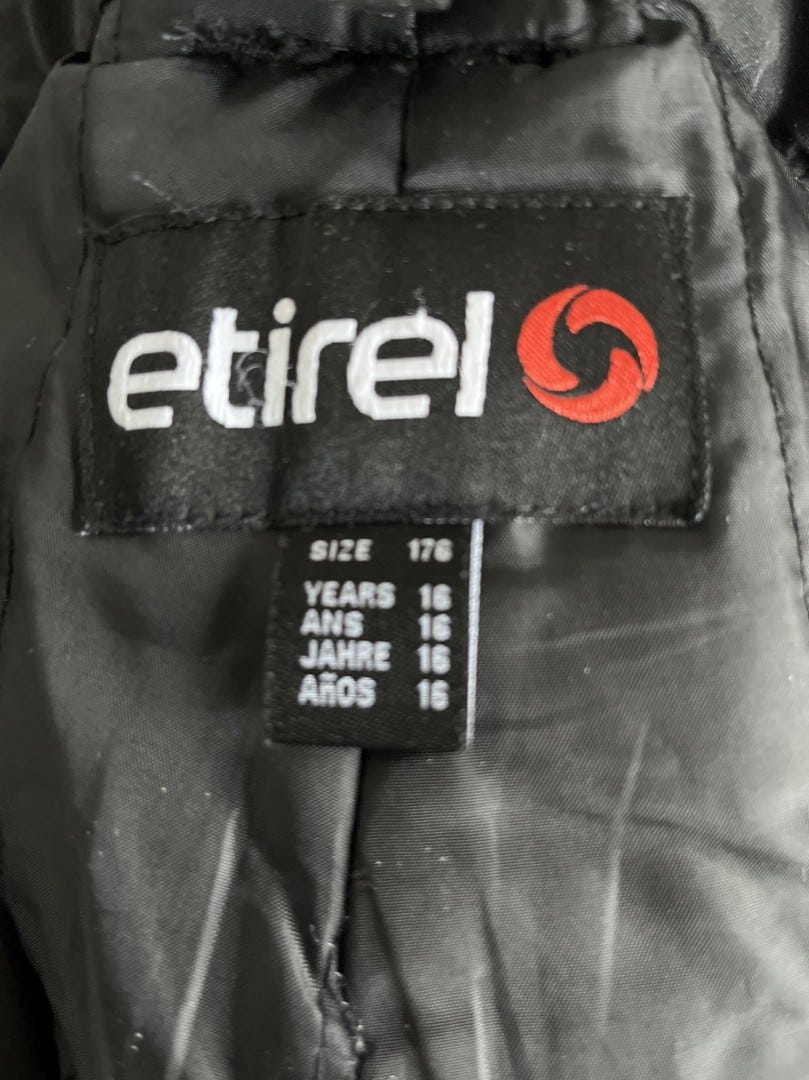 etirel
SIZE 176
YEARS 16
ANS 16
JAHRE 16
AÑOS 16